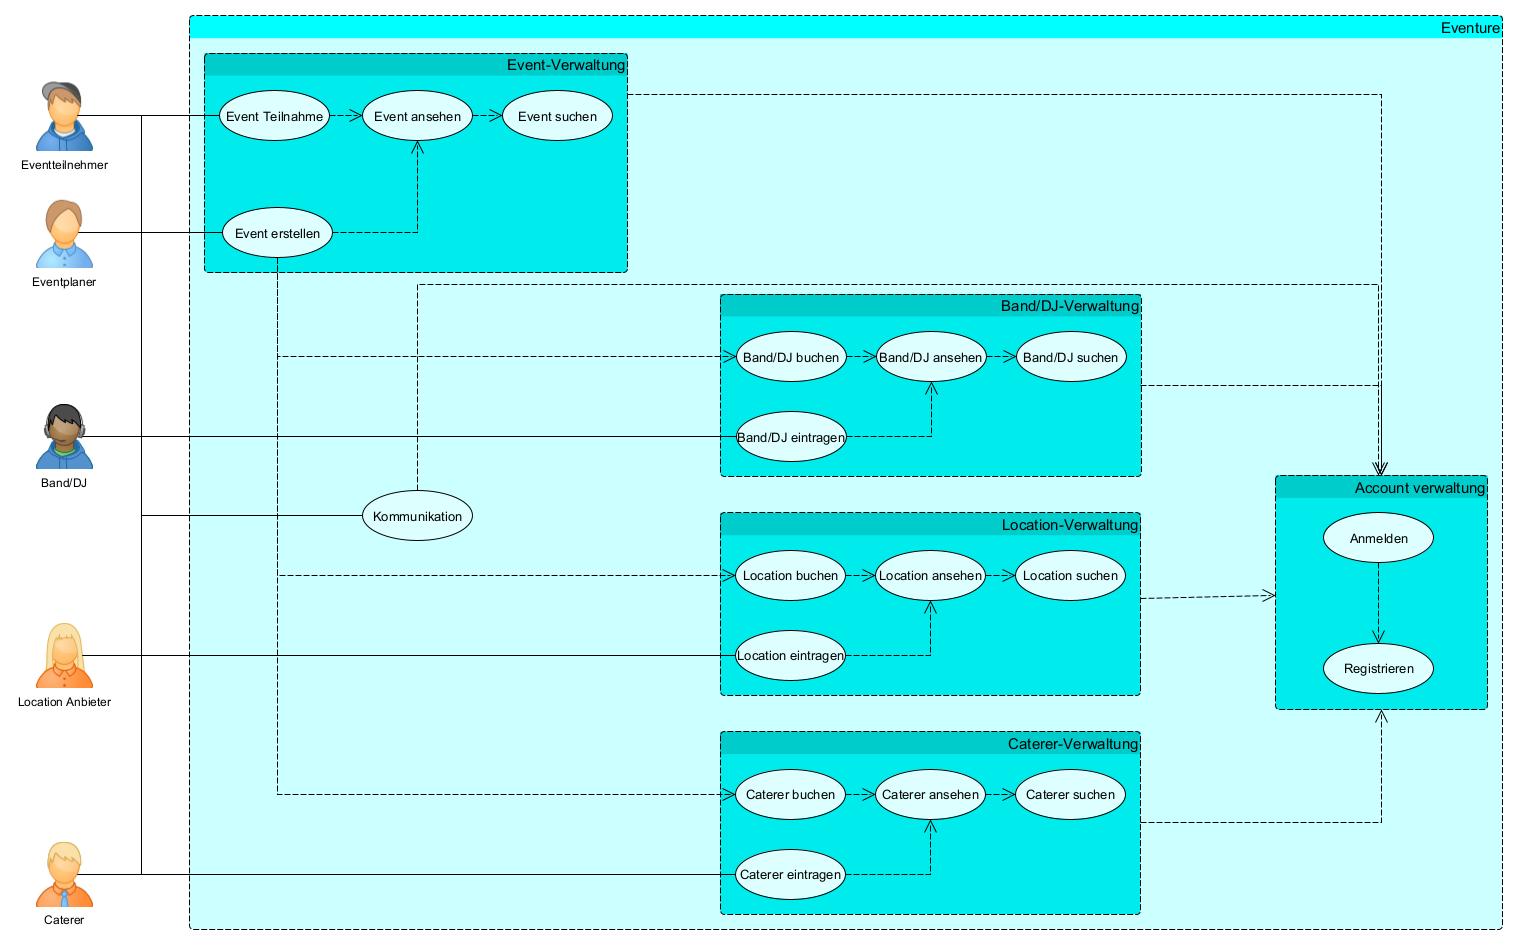 Eventure
Event-Verwaltung
Event Teilnahme
Event ansehen
Event suchen
Eventteilnehmer
Event erstellen
Eventplaner
Band/DJ-Verwaltung
Band/DJ buchen
Band/DJ ansehen
Band/DJ suchen
Band/DJ eintragen
Band/DJ
Account verwaltung
Kommunikation
Location-Verwaltung
Anmelden
Location buchen
Location ansehen
Location suchen
Location eintragen
Registrieren
Location Anbieter
Caterer-Verwaltung
Caterer buchen
Caterer ansehen
Caterer suchen
Caterer eintragen
Caterer